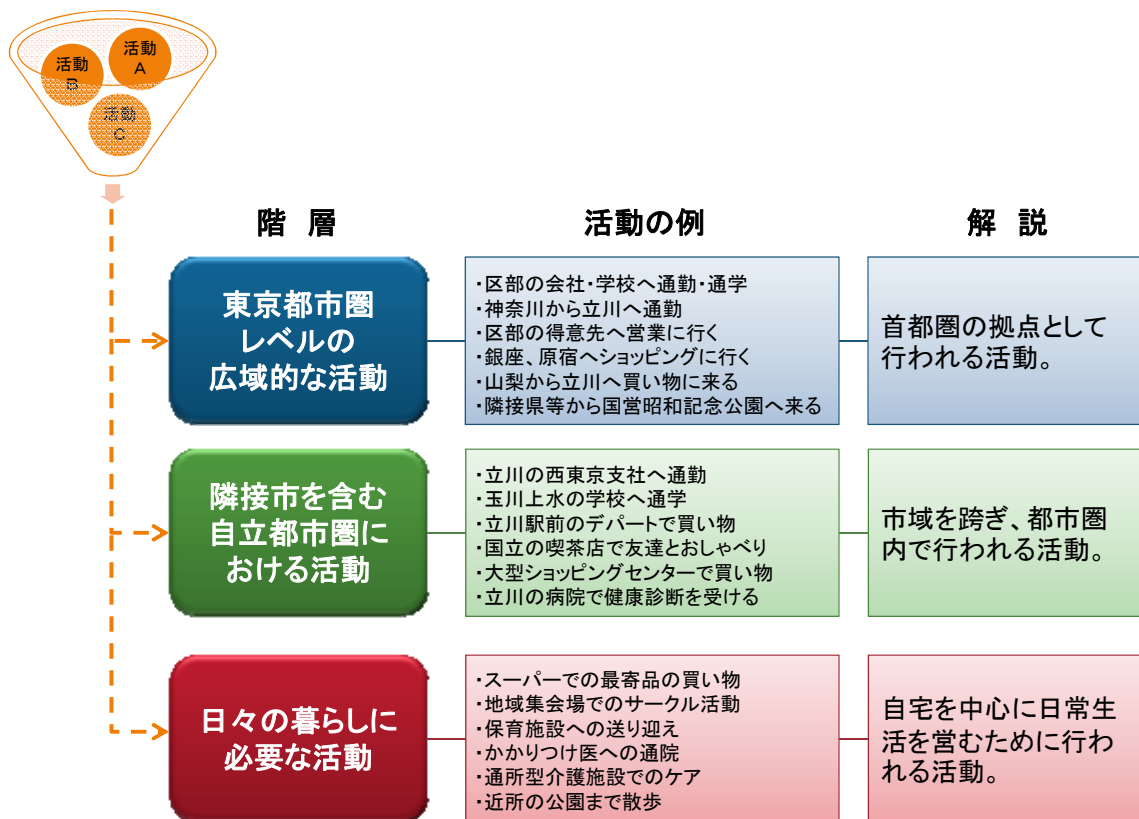 活動
A
活動
B
活動
C
階 層
活動の例
解 説
東京都市圏
レベルの
広域的な活動
・区部の会社・学校へ通勤・通学
・神奈川から立川へ通勤
・区部の得意先へ営業に行く
・銀座、原宿へショッピングに行く
・山梨から立川へ買い物に来る
・隣接県等から国営昭和記念公園へ来る
首都圏の拠点として
行われる活動。
隣接市を含む
自立都市圏に
おける活動
・立川の西東京支社へ通勤
・玉川上水の学校へ通学
・立川駅前のデパートで買い物
・国立の喫茶店で友達とおしゃべり
・大型ショッピングセンターで買い物
・立川の病院で健康診断を受ける
市域を跨ぎ、都市圏
内で行われる活動。
日々の暮らしに
必要な活動
・スーパーでの最寄品の買い物
・地域集会場でのサークル活動
・保育施設への送り迎え
・かかりつけ医への通院
・通所型介護施設でのケア
・近所の公園まで散歩
自宅を中心に日常生
活を営むために行わ
れる活動。